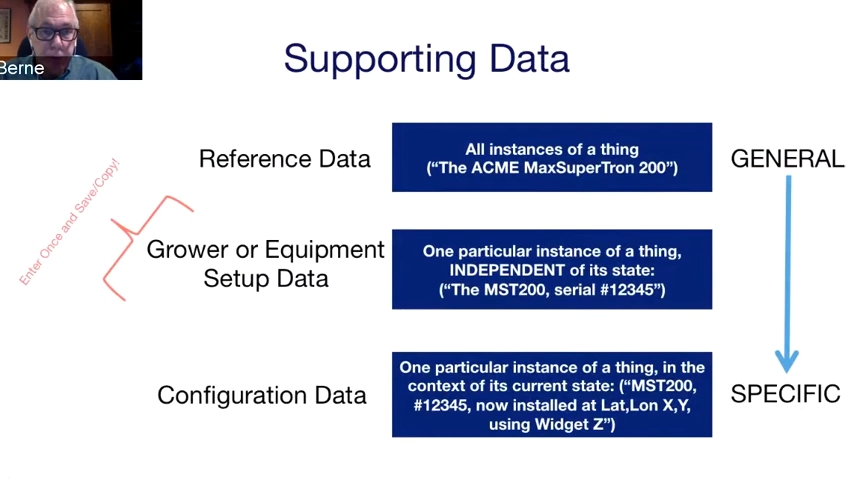 Berne
Supporting Data
Enter Once and Save/Copy!
Reference Data
All instances of a thing
(“The ACME MaxSuperTron 200”)
GENERAL
Grower or Equipment
Setup Data
One particular instance of a thing,
INDEPENDENT of its state:
(“The MST200, serial #12345”)
Configuration Data
One particular instance of a thing, in the
context of its current state: (“MST200,
#12345, now installed at Lat,Lon X,Y,
using Widget Z”)
SPECIFIC